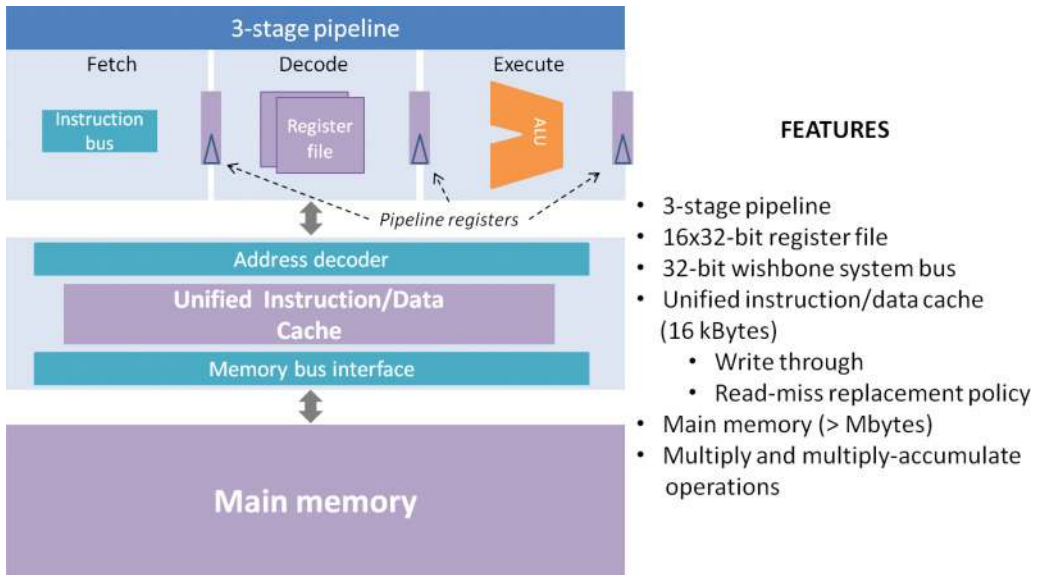 3-stage pipeline
Fetch
Decode
Execute
Instruction
bus
Register
file
ALU
Pipeline registers
Address decoder
Unified Instruction/Data
Cache
Memory bus interface
Main memory
FEATURES
• 3-stage pipeline
• 16x32-bit register file
• 32-bit wishbone system bus
• Unified instruction/data cache
(16 kBytes)
• Write through
• Read-miss replacement policy
• Main memory (> Mbytes)
• Multiply and multiply-accumulate
operations